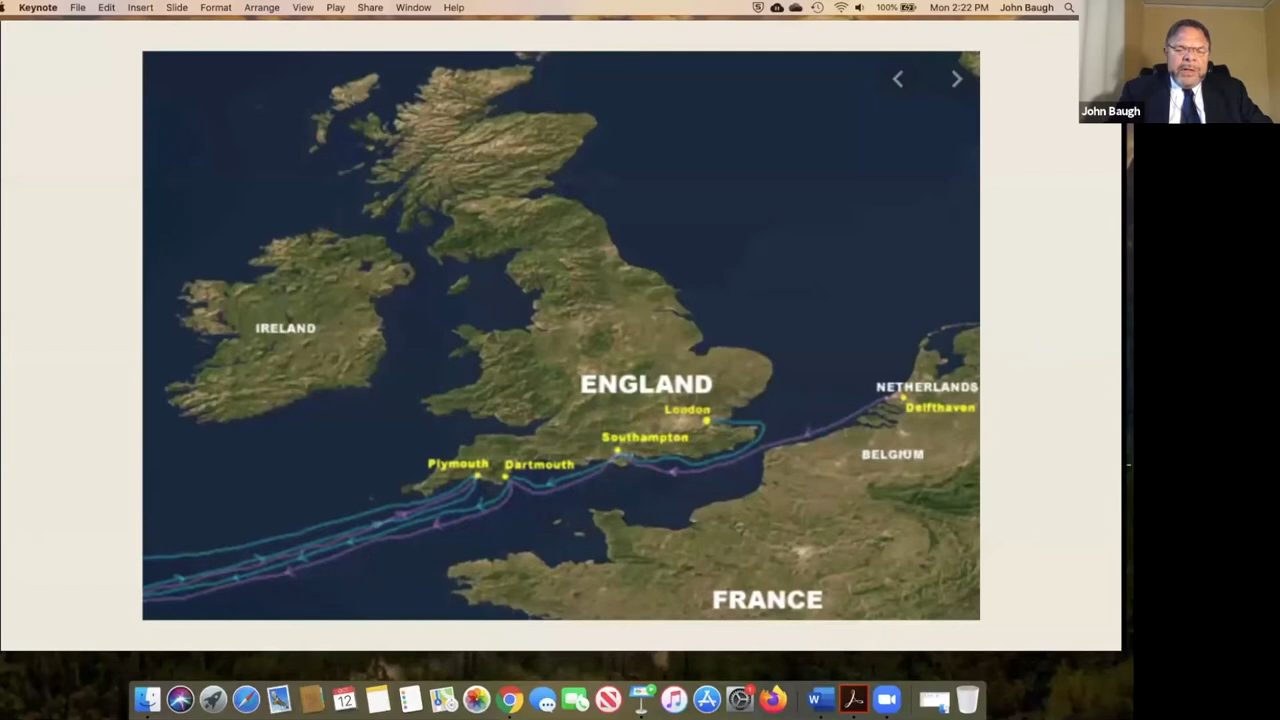 Keynote File Edit Insert Slide Format Arrange View Play Share Window Help
100% Mon 2:22 PM John Baugh
John Baugh
IRELAND
ENGLAND
NETHERLANDS
London
Delfthaven
Southampton
BELGIUM
Plymouth
Dartmouth
FRANCE
OCT
12